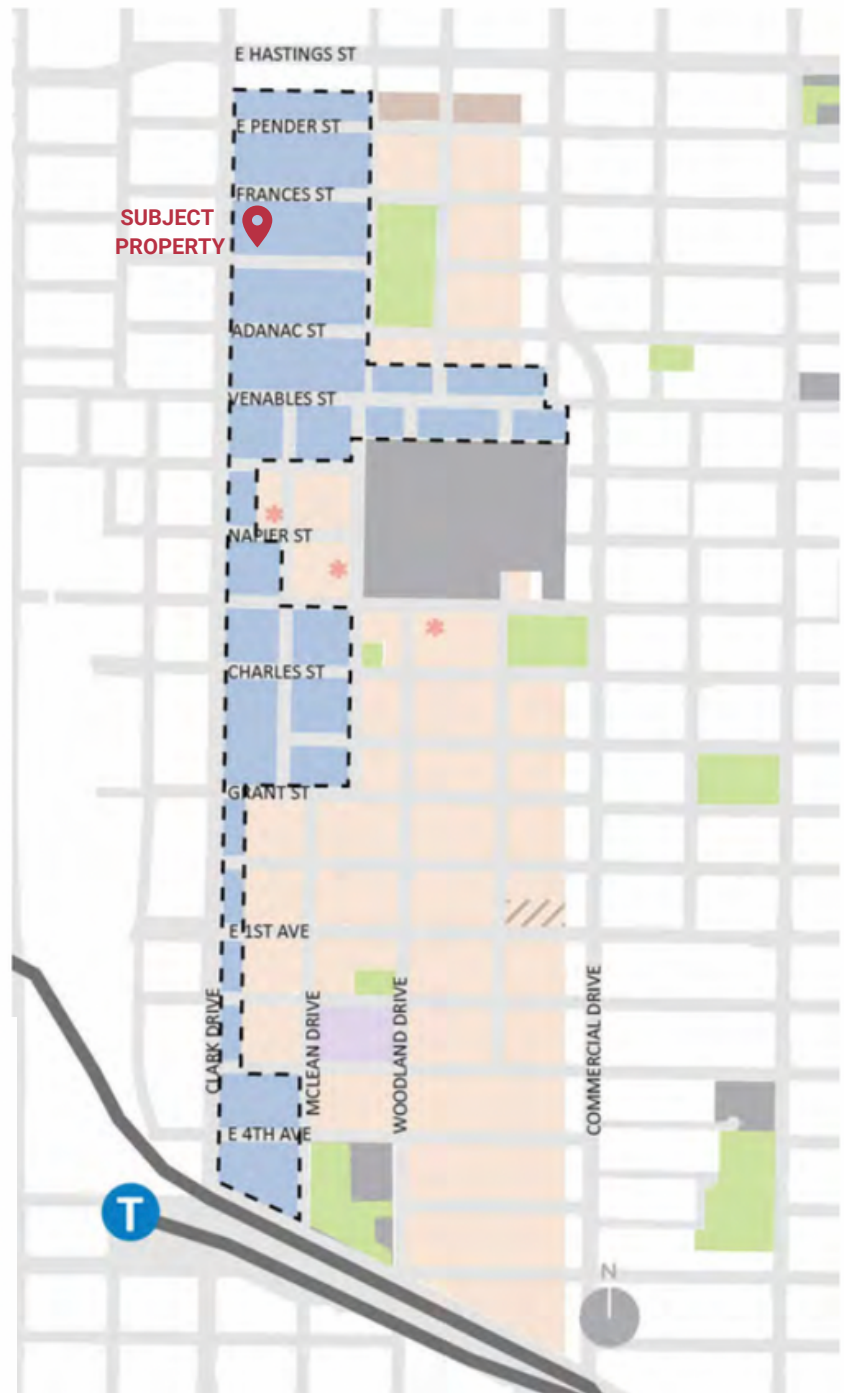 E HASTINGS ST
E PENDER ST
FRANCES ST
SUBJECT
PROPERTY
ADANAC ST
VENABLES ST
NAPIER ST
CHARLES ST
GRANT ST
E 1ST AVE
CLARK DRIVE
MCLEAN DRIVE
WOODLAND DRIVE
COMMERCIAL DRIVE
E 4TH AVE
T
N